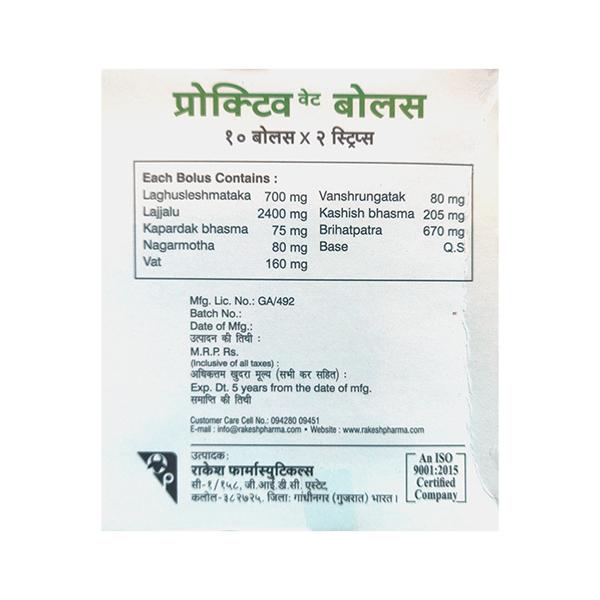 प्रोक्टिव वेट बोलस
१० बोलस X २ स्ट्रिप्स
Each Bolus Contains :
Laghusleshmataka 700 mg Vanshrungatak 80 mg
Lajjalu 2400 mg Kashish bhasma 205 mg
Kapardak bhasma 75 mg Brihatpatra 670 mg
Nagarmotha 80 mg Base Q.S
Vat 160 mg
Mfg. Lic. No.: GA/492
Batch No.:
Date of Mfg.:
उत्पादन की तिथी :
M.R.P. Rs.
(Inclusive of all taxes) :
अधिकतम खुदरा मूल्य (सभी कर सहित) :
Exp. Dt. 5 years from the date of mfg.
समाप्ति की तिथी
Customer Care Cell No.: 094280 09451
E-mail : info@rakeshpharma.com • Website : www.rakeshpharma.com
उत्पादक:
राकेश फार्मास्युटिकल्स
सी-१/१५८, जी.आई.डी.सी. एस्टेट,
कलोल-३८२७२५. जिला: गांधीनगर (गुजरात) भारत।
An ISO
9001:2015
Certified
Company